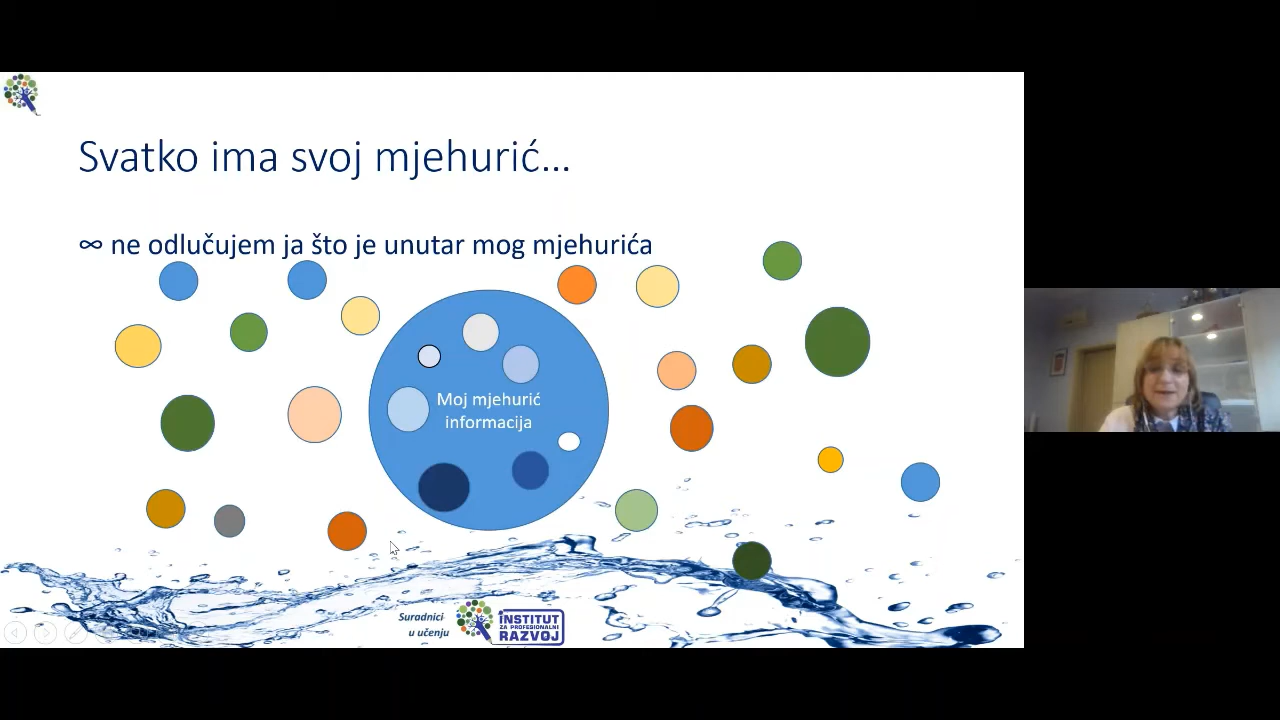 Svatko ima svoj mjehurić...
∞ ne odlučujem ja što je unutar mog mjehurića
Moj mjehurić
informacija
Suradnici
u učenju
INSTITUT
ZA PROFESIONALNI
RAZVOJ